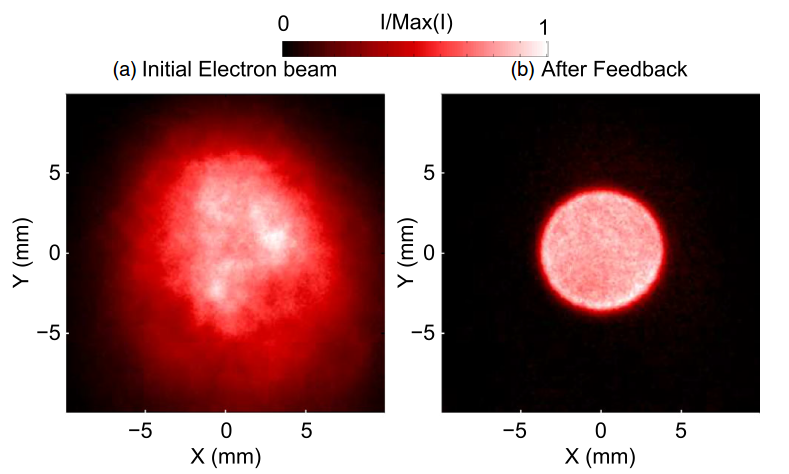 0 I/Max(I) 1
(a) Initial Electron beam (b) After Feedback
Y (mm)
5
0
−5
−5 0 5
X (mm)
Y (mm)
5
0
−5
−5 0 5
X (mm)